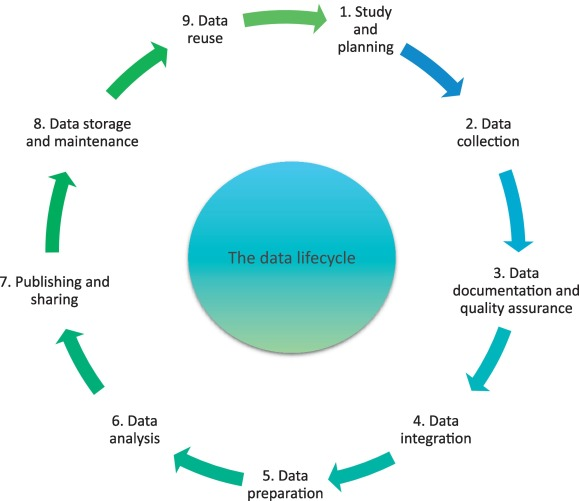 1. Study
and
planning
2. Data
collection
3. Data
documentation and
quality assurance
4. Data
integration
5. Data
preparation
6. Data
analysis
7. Publishing and
sharing
8. Data storage
and maintenance
9. Data
reuse
The data lifecycle